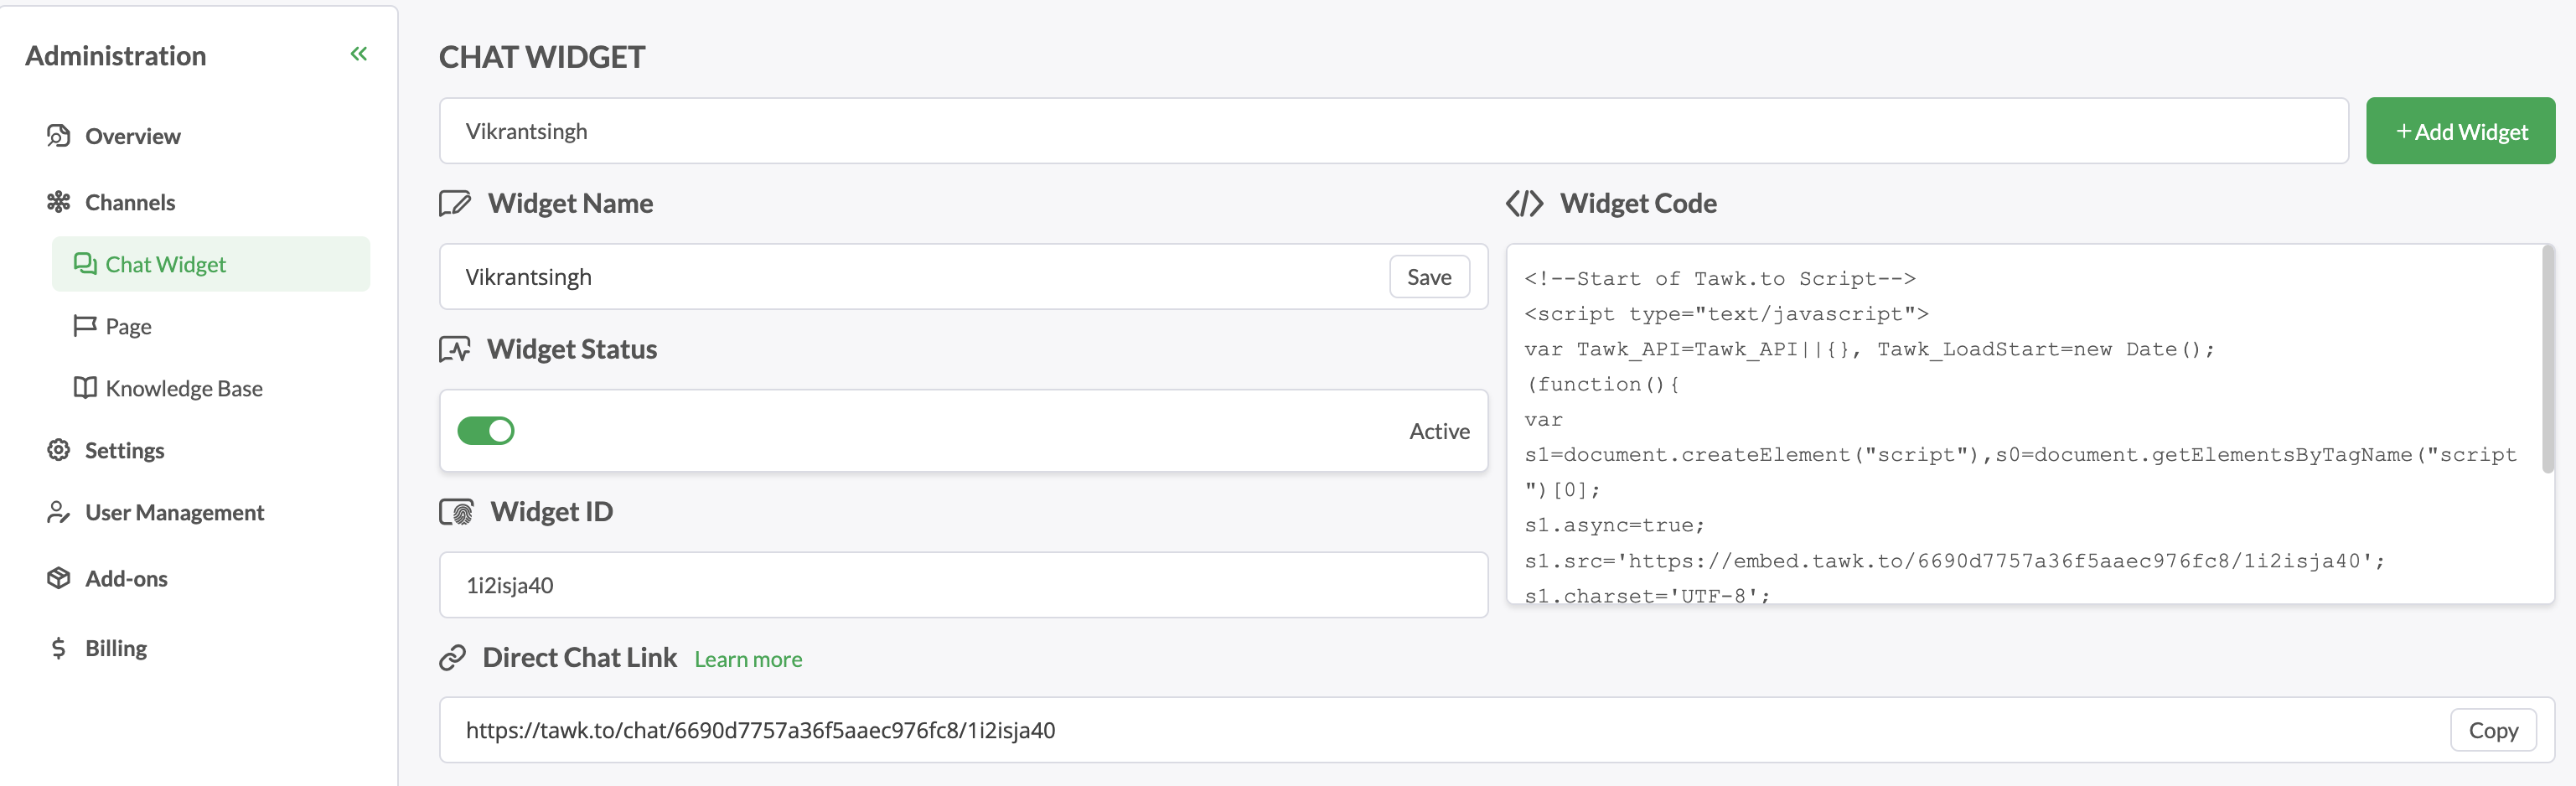 Administration
Overview
Channels
Chat Widget
Page
Knowledge Base
Settings
User Management
Add-ons
Billing
CHAT WIDGET
Vikrantsingh
+ Add Widget
Widget Name
Vikrantsingh
Save
Widget Status
Active
Widget ID
1i2isja40
Widget Code
<!--Start of Tawk.to Script-->
<script type="text/javascript">
var Tawk_API=Tawk_API||{}, Tawk_LoadStart=new Date();
(function(){
var
s1=document.createElement("script"),s0=document.getElementsByTagName("script
")[0];
s1.async=true;
s1.src='https://embed.tawk.to/6690d7757a36f5aaec976fc8/1i2isja40';
s1.charset='UTF-8';
Direct Chat Link Learn more
https://tawk.to/chat/6690d7757a36f5aaec976fc8/1i2isja40
Copy